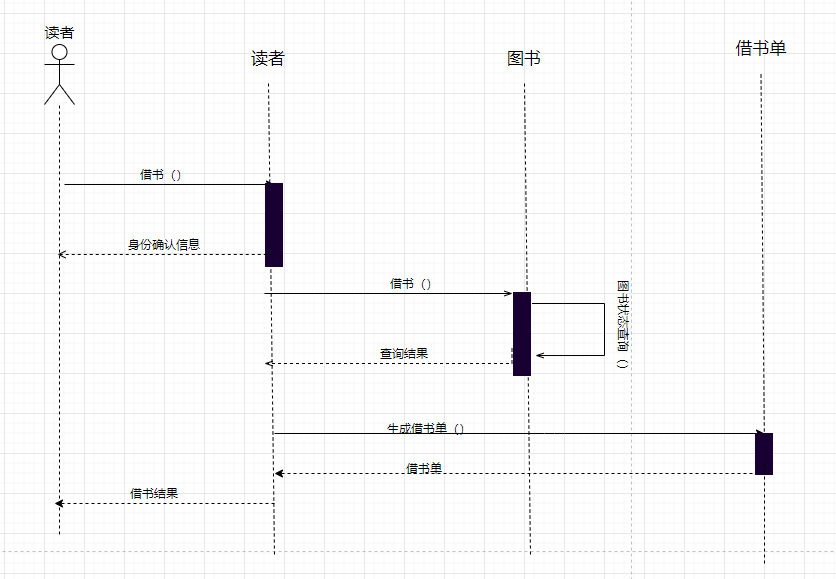 读者
读者
图书
借书单
借书（）
身份确认信息
借书（）
图书状态查询（）
查询结果
生成借书单（）
借书单
借书结果